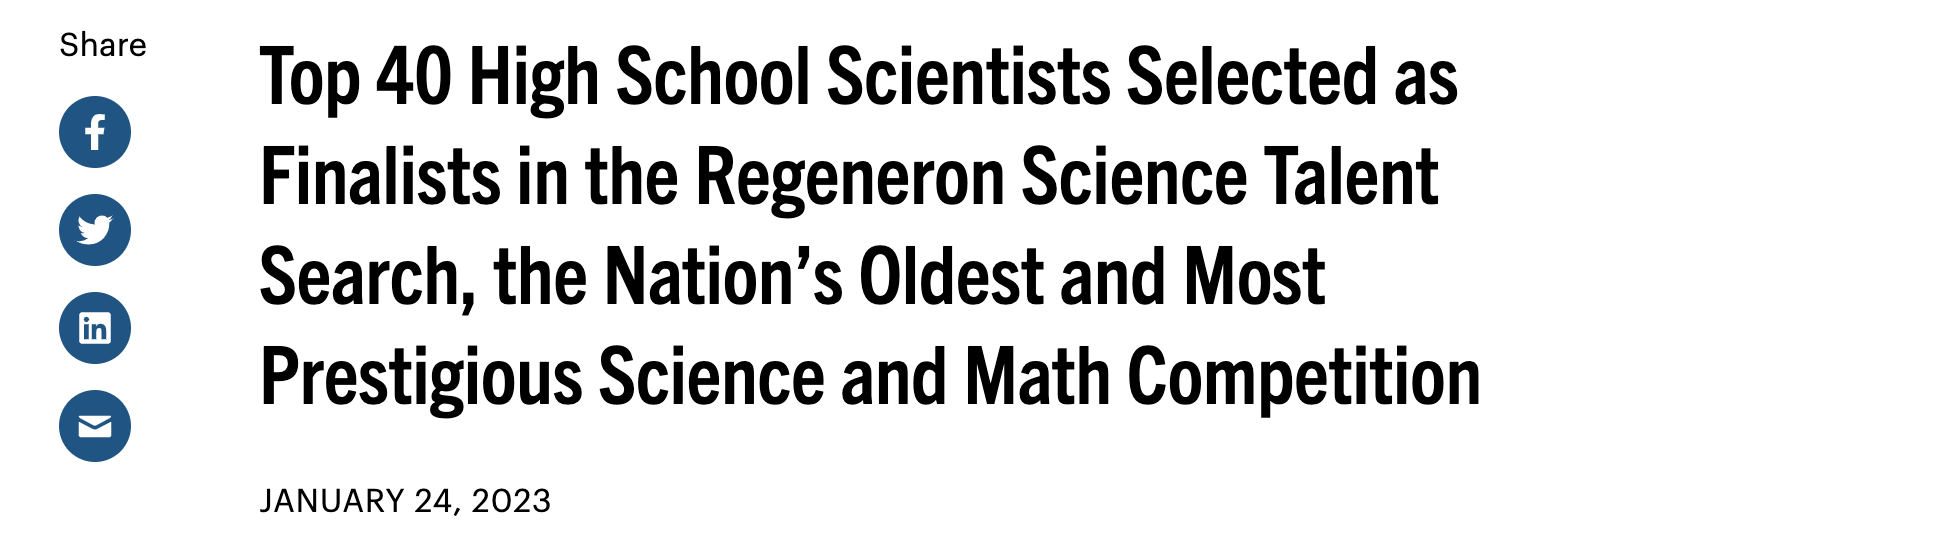 Share
Top 40 High School Scientists Selected as
Finalists in the Regeneron Science Talent
Search, the Nation’s Oldest and Most
Prestigious Science and Math Competition
JANUARY 24, 2023